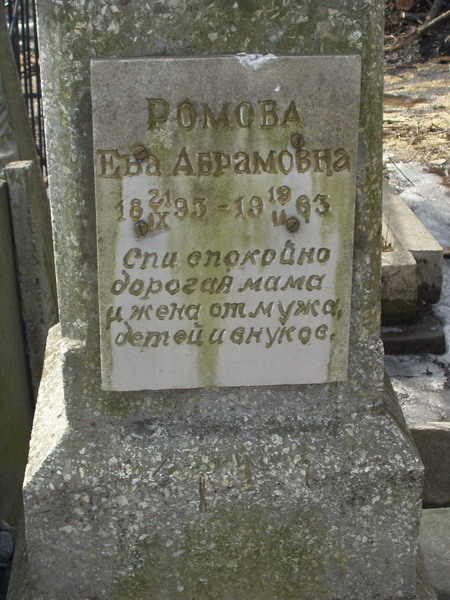 РОМОВА
ЕВА АБРАМОВНА
18 21/IX 93 - 19 19/II 63
Спи спокойно
дорогая мама
и жена от мужа,
детей и внуков.